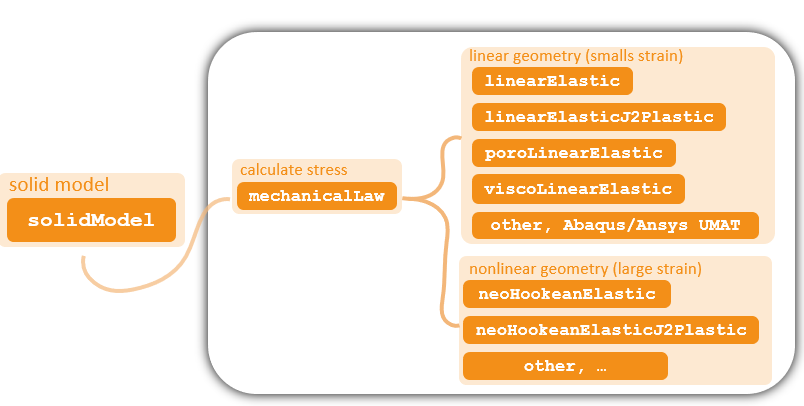 solid model
solidModel
calculate stress
mechanicalLaw
linear geometry (smalls strain)
linearElastic
linearElasticJ2Plastic
poroLinearElastic
viscoLinearElastic
other, Abaqus/Ansys UMAT
nonlinear geometry (large strain)
neoHookeanElastic
neoHookeanElasticJ2Plastic
other, …